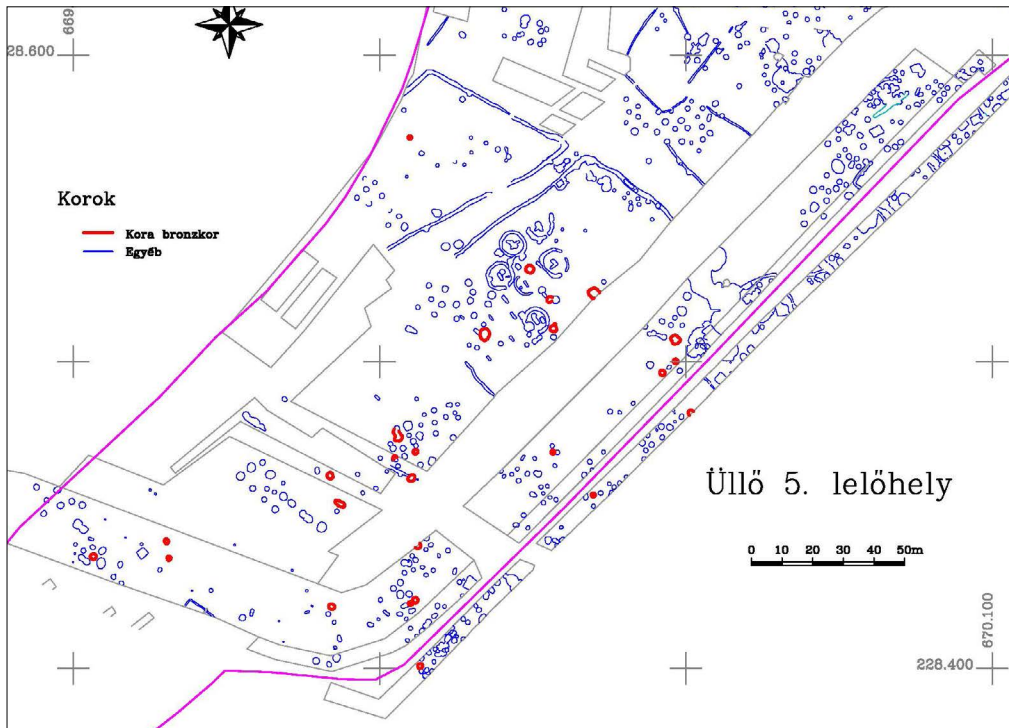 669
28.600
Korok
Kora bronzkor
Egyéb
Üllő 5. lelőhely
0 10 20 30 40 50m
670.100
228.400